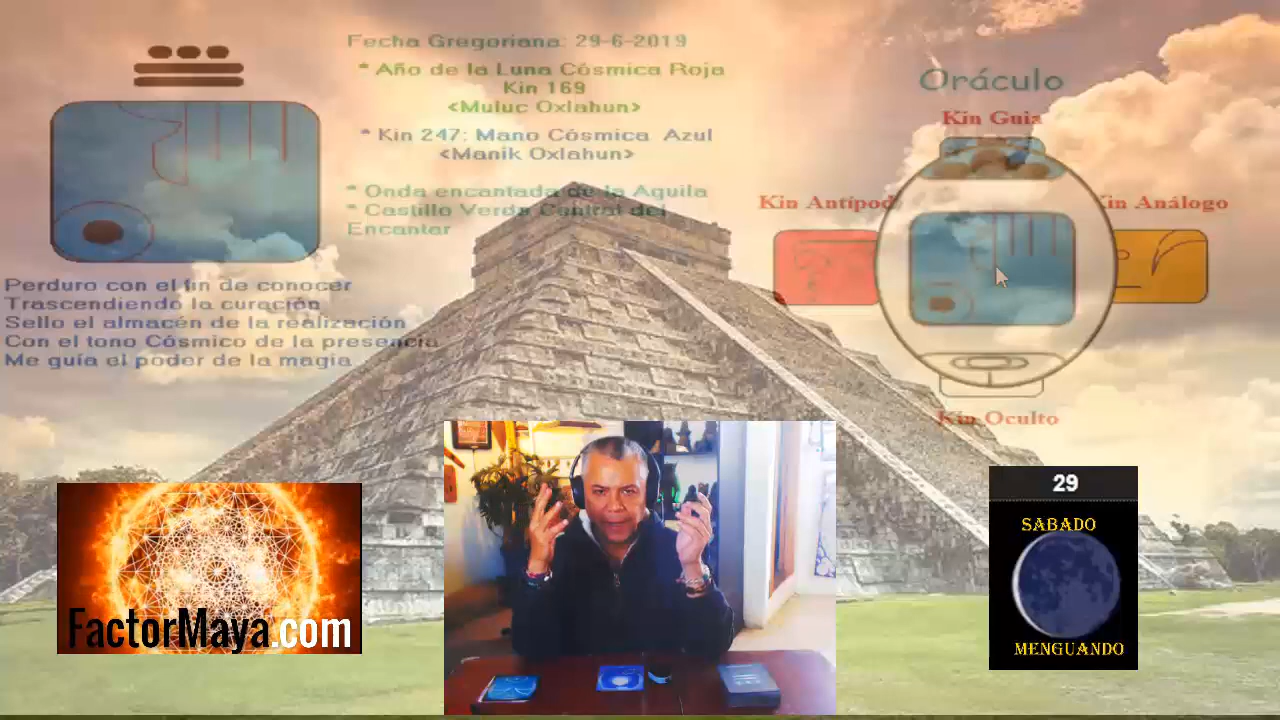 Fecha Gregoriana: 29-6-2019
* Año de la Luna Cósmica Roja
Kin 169
<Muluc Oxlahun>
* Kin 247: Mano Cósmica Azul
<Manik Oxlahun>
* Onda encantada de la Aguila
* Castillo Verde Central del
Encantar
Perduro con el fin de conocer
Trascendiendo la curación
Sello el almacén de la realización
Con el tono Cósmico de la presencia
Me guía el poder de la magia
Oráculo
Kin Guia
Kin Antípod
Kin Análogo
Kin Oculto
FactorMaya.com
29
SABADO
MENGUANDO